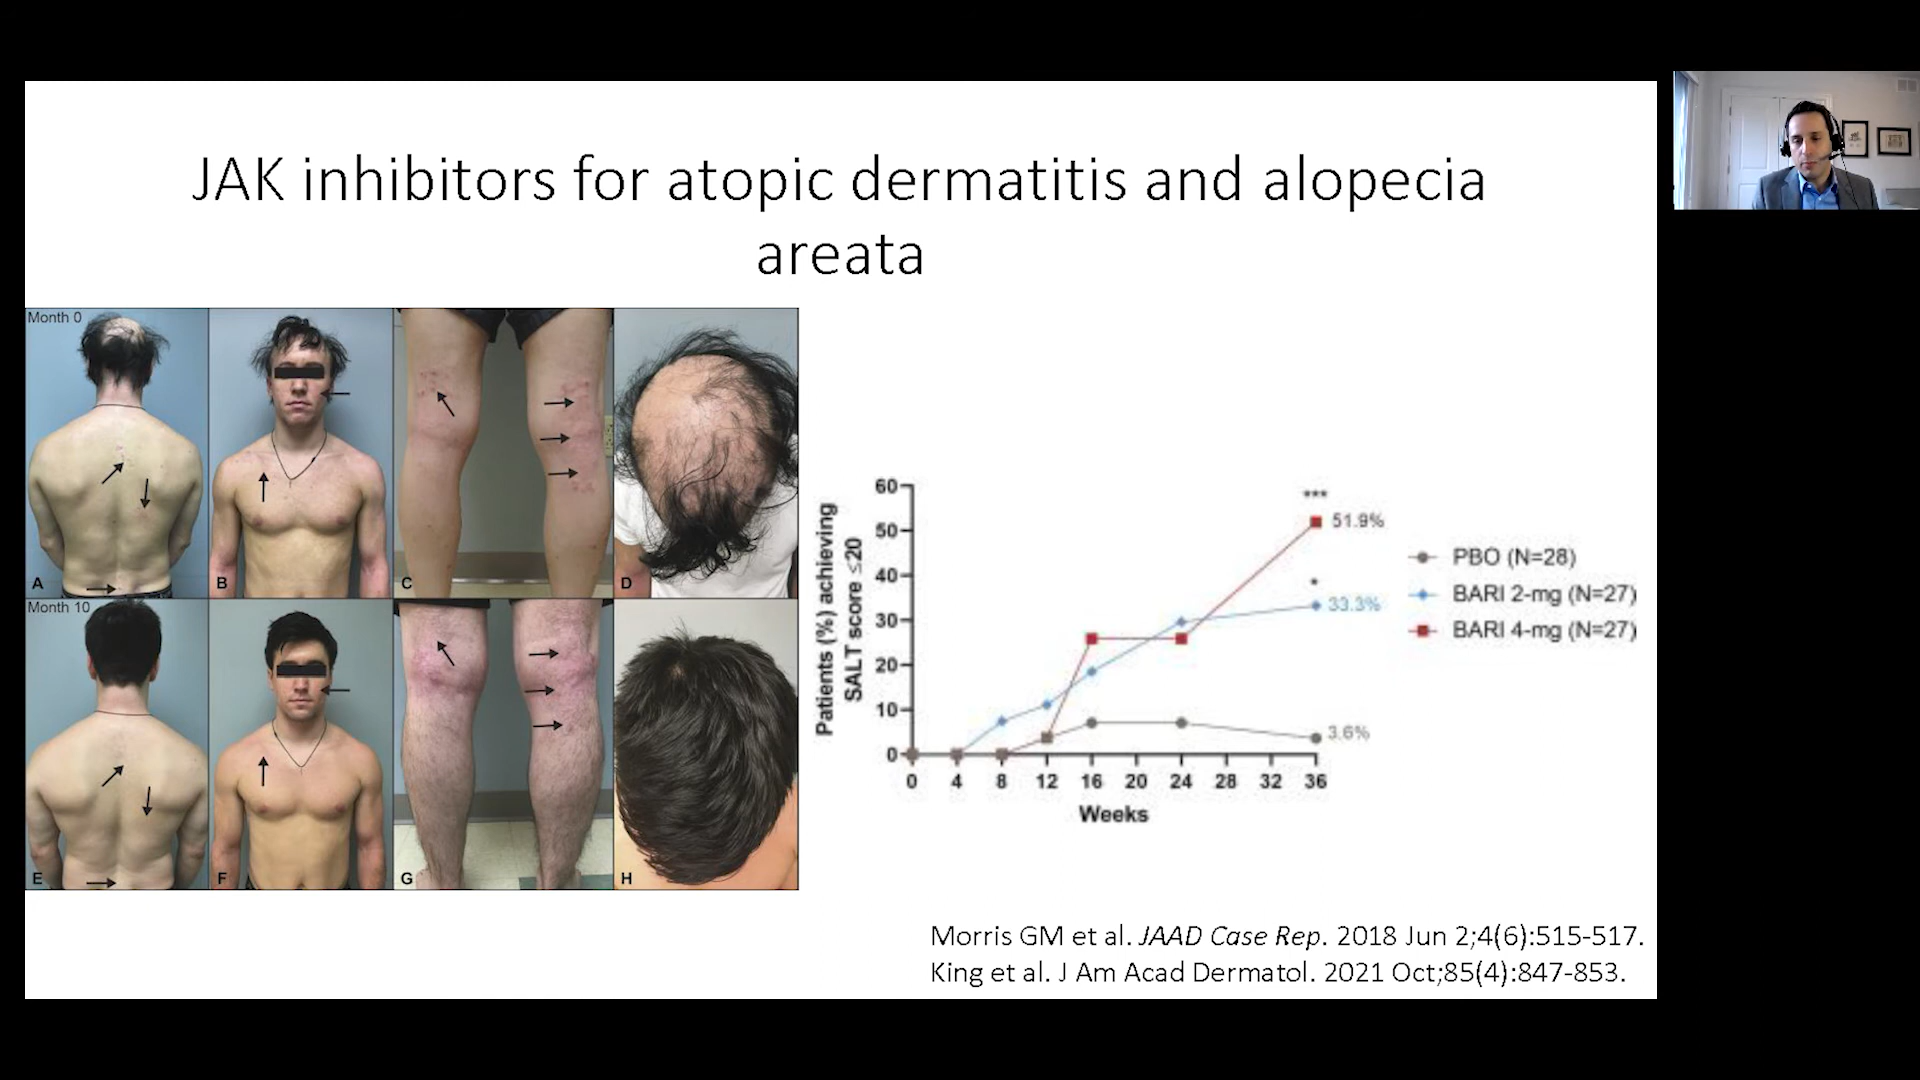 JAK inhibitors for atopic dermatitis and alopecia
areata
Month 0
A
B
C
D
Month 10
E
F
G
H
Patients (%) achieving
SALT score ≤20
60
50
40
30
20
10
0
0 4 8 12 16 20 24 28 32 36
Weeks
***
51.9%
*
33.3%
3.6%
PBO (N=28)
BARI 2-mg (N=27)
BARI 4-mg (N=27)
Morris GM et al. JAAD Case Rep. 2018 Jun 2;4(6):515-517.
King et al. J Am Acad Dermatol. 2021 Oct;85(4):847-853.